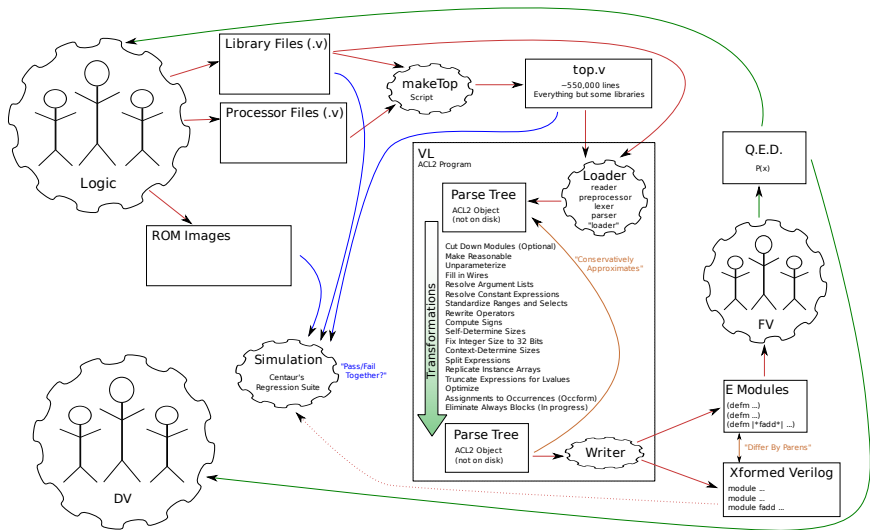 Library Files (.v)
Processor Files (.v)
Logic
ROM Images
makeTop
Script
top.v
~550,000 lines
Everything but some libraries
VL
ACL2 Program
Loader
reader
preprocessor
lexer
parser
"loader"
Parse Tree
ACL2 Object
(not on disk)
Transformations
Cut Down Modules (Optional)
Make Reasonable
Unparameterize
Fill in Wires
Resolve Argument Lists
Resolve Constant Expressions
Standardize Ranges and Selects
Rewrite Operators
Compute Signs
Self-Determine Sizes
Fix Integer Size to 32 Bits
Context-Determine Sizes
Split Expressions
Replicate Instance Arrays
Truncate Expressions for Lvalues
Optimize
Assignments to Occurrences (Occform)
Eliminate Always Blocks (In progress)
"Conservatively
Approximates"
Parse Tree
ACL2 Object
(not on disk)
Writer
Simulation
Centaur's
Regression Suite
"Pass/Fail
Together?"
DV
Q.E.D.
P(x)
FV
E Modules
(defm ...)
(defm ...)
(defm |*fadd*| ...)
"Differ By Parens"
Xformed Verilog
module ...
module ...
module fadd ...